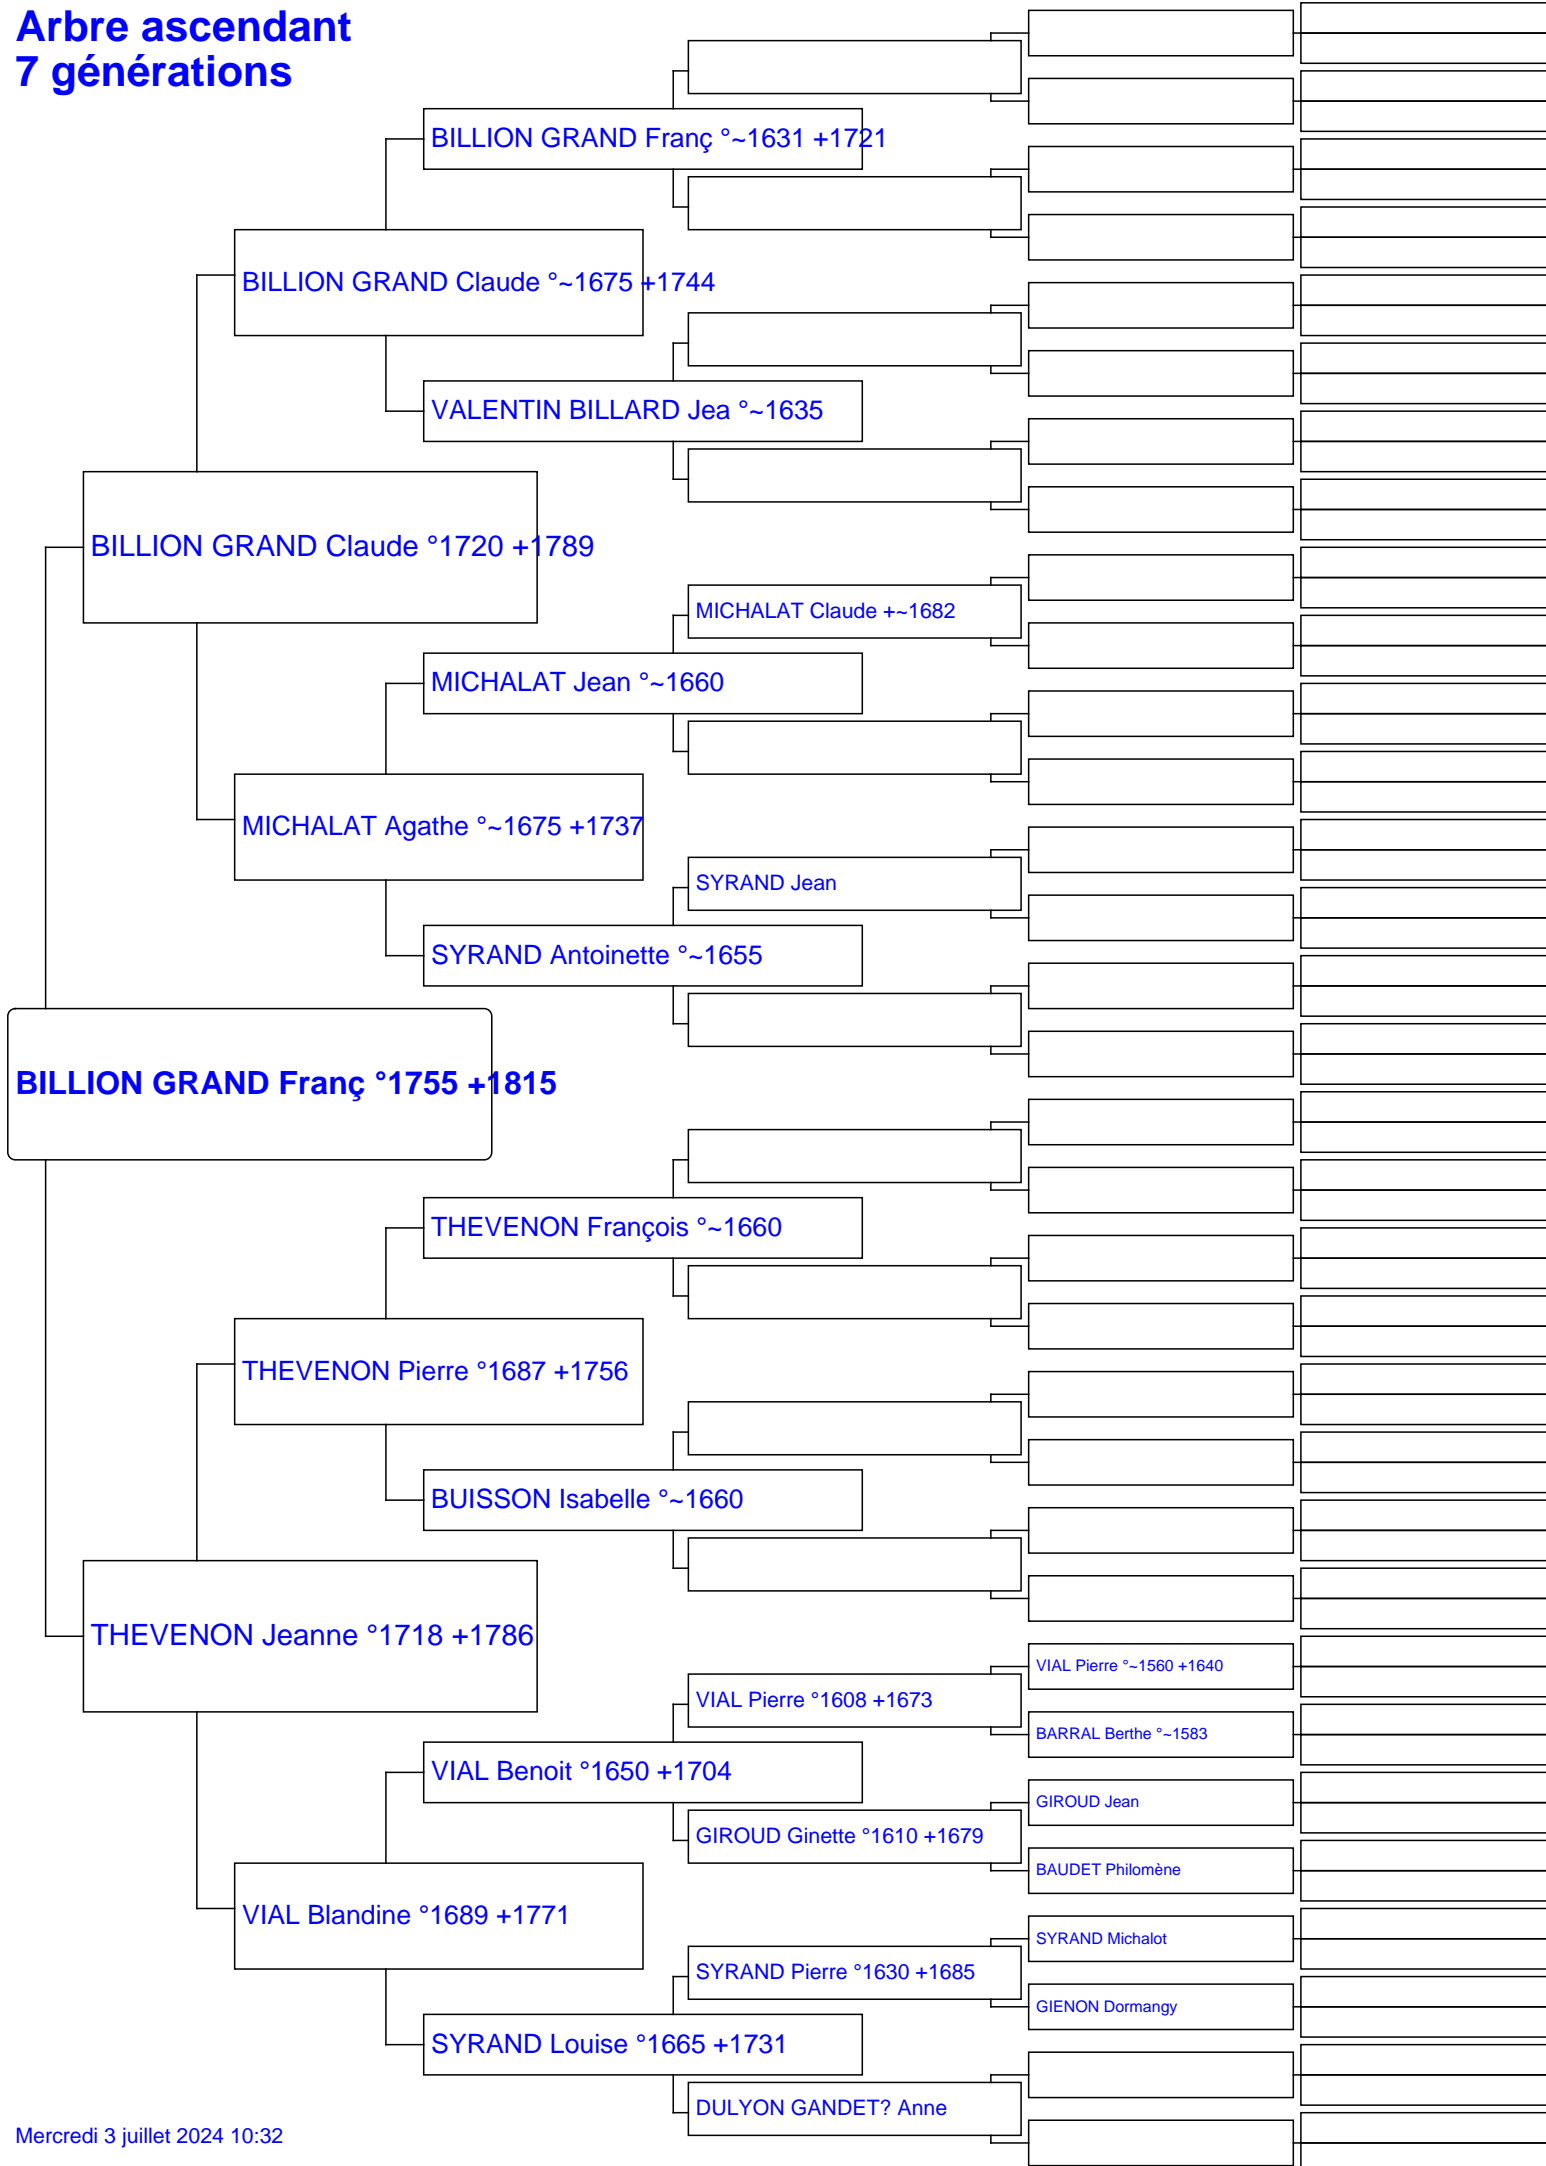 Arbre ascendant
7 générations
BILLION GRAND Franç °~1631 +1721
BILLION GRAND Claude °~1675 +1744
VALENTIN BILLARD Jea °~1635
BILLION GRAND Claude °1720 +1789
MICHALAT Claude +~1682
MICHALAT Jean °~1660
MICHALAT Agathe °~1675 +1737
SYRAND Jean
SYRAND Antoinette °~1655
BILLION GRAND Franç °1755 +1815
THEVENON François °~1660
THEVENON Pierre °1687 +1756
BUISSON Isabelle °~1660
THEVENON Jeanne °1718 +1786
VIAL Pierre °~1560 +1640
VIAL Pierre °1608 +1673
BARRAL Berthe °~1583
VIAL Benoit °1650 +1704
GIROUD Jean
GIROUD Ginette °1610 +1679
BAUDET Philomène
VIAL Blandine °1689 +1771
SYRAND Michalot
SYRAND Pierre °1630 +1685
GIENON Dormangy
SYRAND Louise °1665 +1731
DULYON GANDET? Anne
Mercredi 3 juillet 2024 10:32